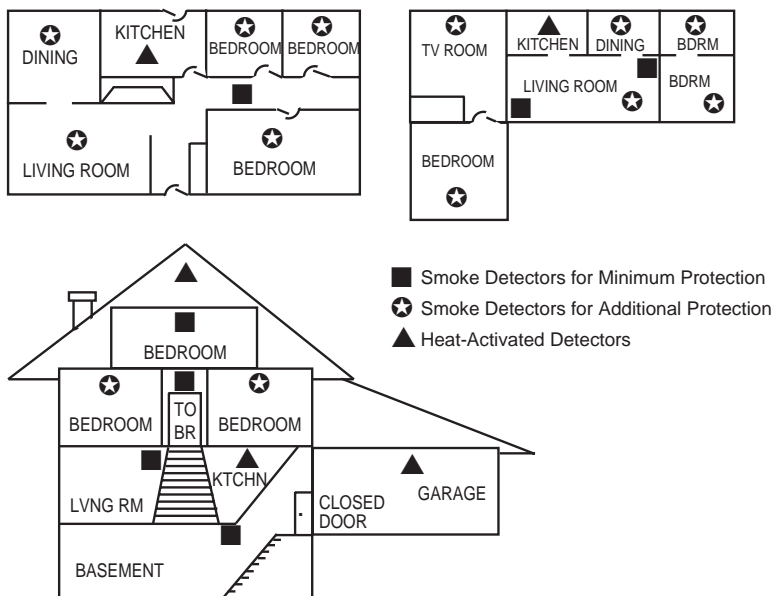 KITCHEN
DINING
BEDROOM
BEDROOM
LIVING ROOM
BEDROOM
TV ROOM
KITCHEN
DINING
BDRM
LIVING ROOM
BDRM
BEDROOM
Smoke Detectors for Minimum Protection
Smoke Detectors for Additional Protection
Heat-Activated Detectors
BEDROOM
BEDROOM
TO
BR
BEDROOM
LVNG RM
KTCHN
CLOSED
DOOR
GARAGE
BASEMENT